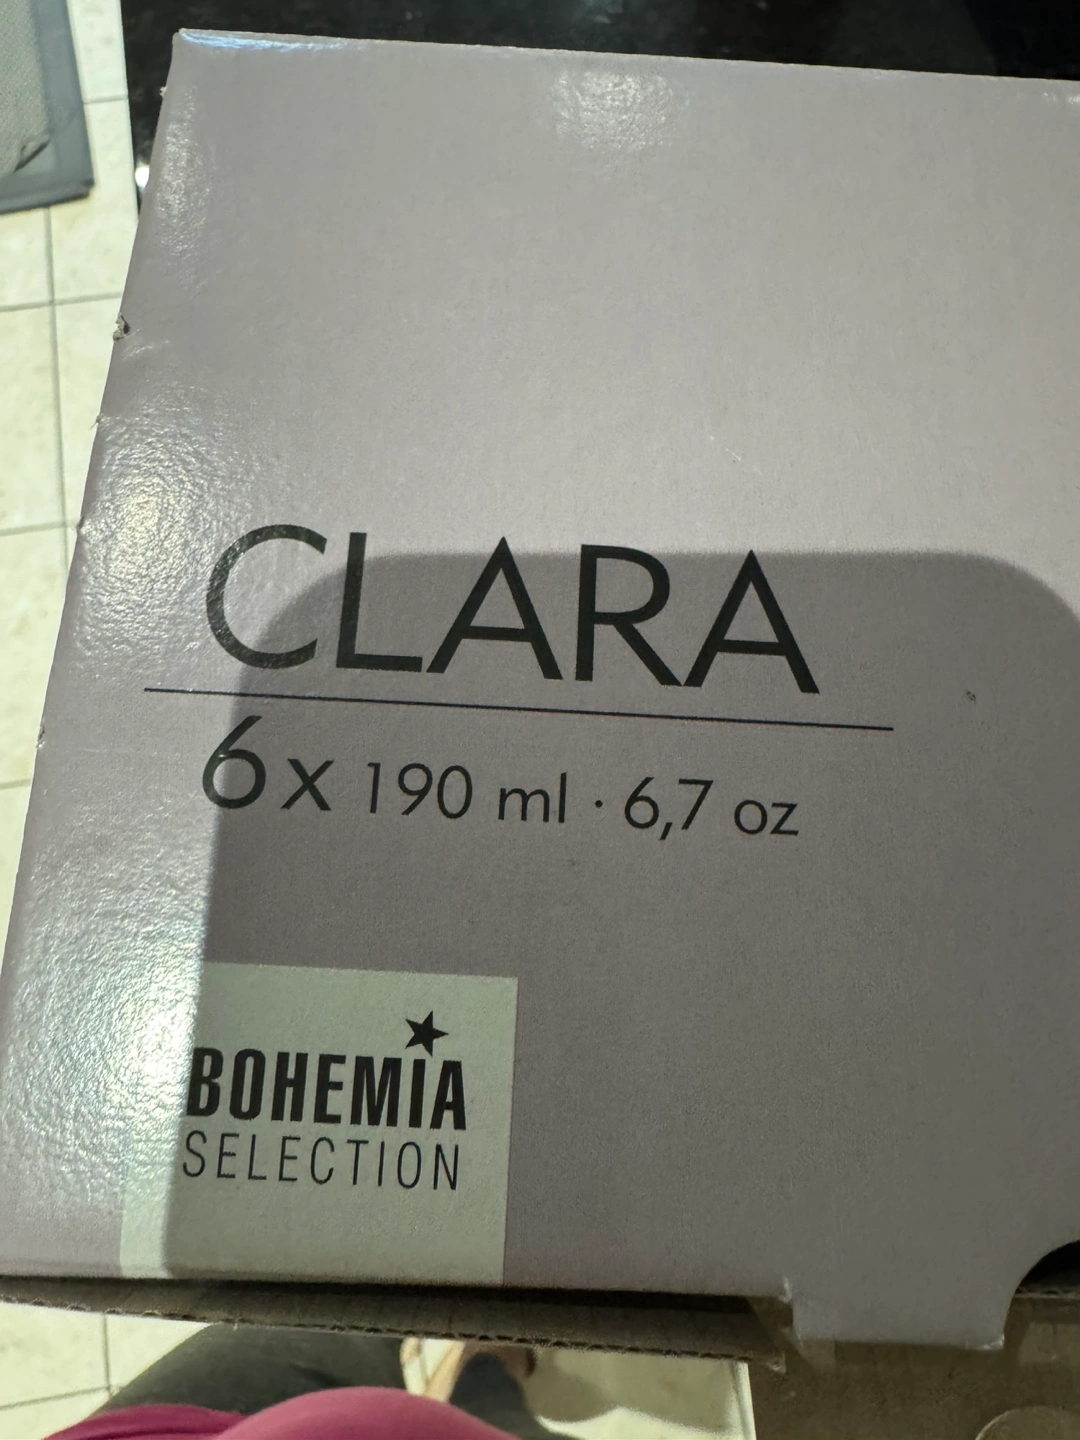 CLARA
6 x 190 ml · 6,7 oz
BOHEMIA
SELECTION